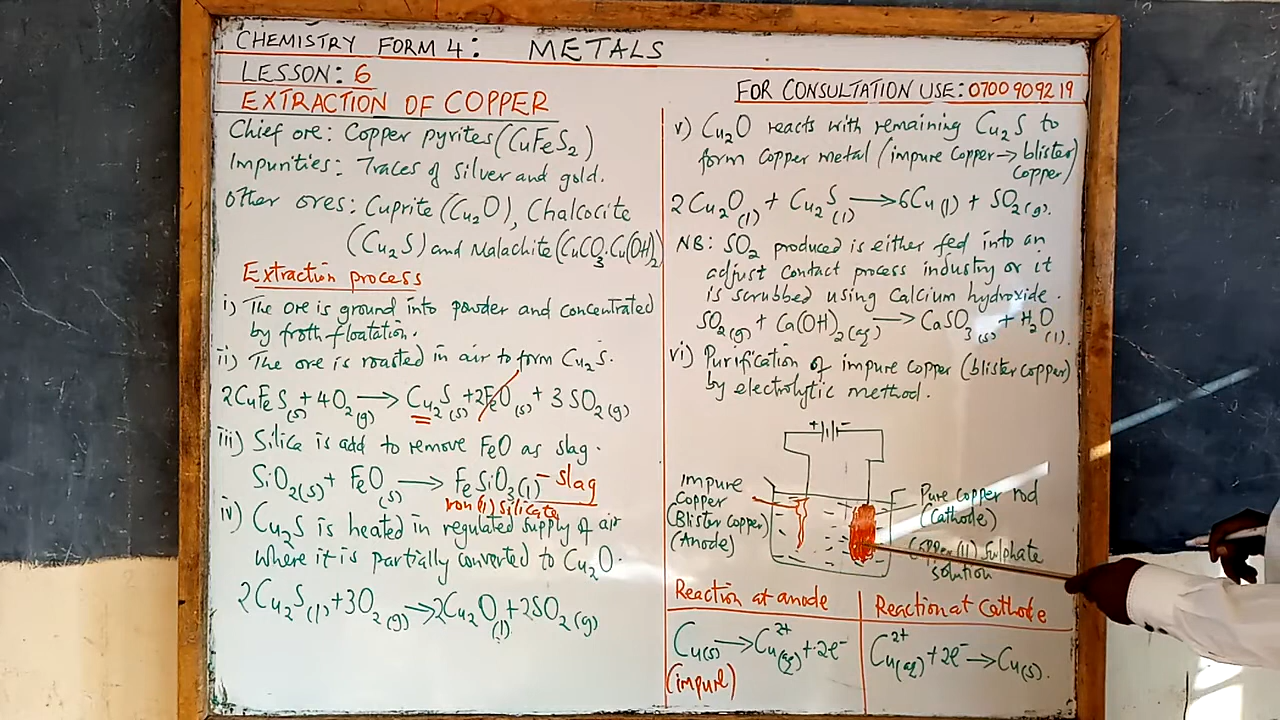 CHEMISTRY FORM 4: METALS
LESSON: 6
EXTRACTION OF COPPER
Chief ore: Copper pyrites (CuFeS2)
Impurities: Traces of silver and gold.
Other ores: Cuprite (Cu2O), Chalcocite
(Cu2S) and Malachite (CuCO3.Cu(OH)2)
Extraction process
i) The ore is ground into powder and concentrated
by froth floatation.
ii) The ore is roasted in air to form Cu2S.
2CuFeS2(s) + 4O2(g) → Cu2S(s) + 2FeO(s) + 3SO2(g)
iii) Silica is add to remove FeO as slag.
SiO2(s) + FeO(s) → FeSiO3(l) – slag
Iron(II) silicate
iv) Cu2S is heated in regulated supply of air
where it is partially converted to Cu2O.
2Cu2S(l) + 3O2(g) → 2Cu2O(l) + 2SO2(g)
FOR CONSULTATION USE: 0700 909219
v) Cu2O reacts with remaining Cu2S to
form copper metal (impure copper → blister
copper)
2Cu2O(l) + Cu2S(l) → 6Cu(l) + SO2(g).
NB: SO2 produced is either fed into an
adjust contact process industry or it
is scrubbed using Calcium hydroxide.
SO2(g) + Ca(OH)2(aq) → CaSO3(s) + H2O(l).
vi) Purification of impure copper (blister copper)
by electrolytic method.
+ -
Impure
Copper
(Blister copper)
(Anode)
Pure copper rod
(Cathode)
Copper(II) Sulphate
solution
Reaction at anode
Cu(s) → Cu2+(aq) + 2e-
(impure)
Reaction at Cathode
Cu2+(aq) + 2e- → Cu(s).